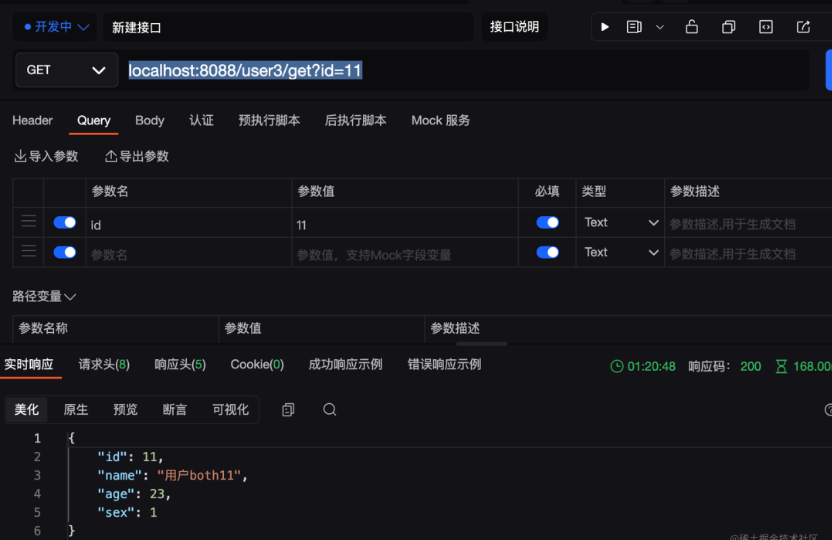 开发中 新建接口 接口说明
GET localhost:8088/user3/get?id=11
Header Query Body 认证 预执行脚本 后执行脚本 Mock 服务
导入参数 导出参数
参数名 参数值 必填 类型 参数描述
id 11 Text 参数描述,用于生成文档
参数名 参数值，支持Mock字段变量 Text 参数描述,用于生成文档
路径变量
参数名称 参数值 参数描述
实时响应 请求头(8) 响应头(5) Cookie(0) 成功响应示例 错误响应示例 01:20:48 响应码： 200 168.00
美化 原生 预览 断言 可视化
1 {
2 "id": 11,
3 "name": "用户both11",
4 "age": 23,
5 "sex": 1
6 }
@稀土掘金技术社区